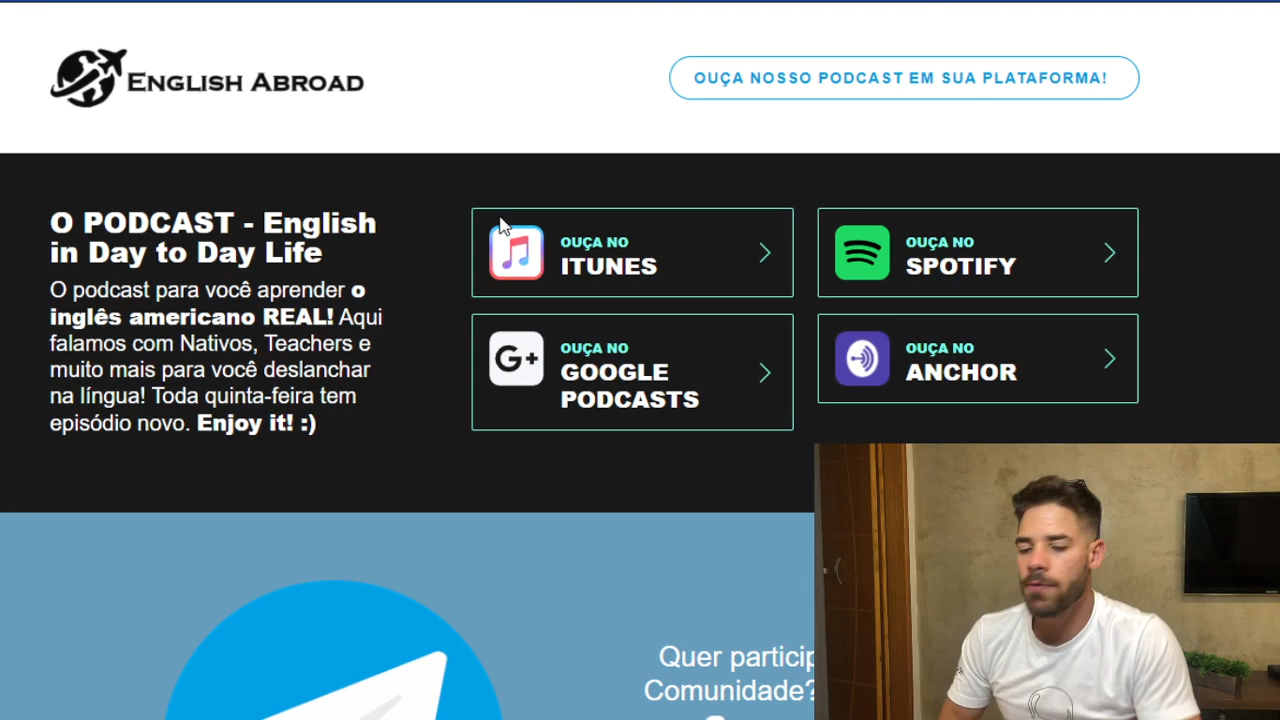 ENGLISH ABROAD
OUÇA NOSSO PODCAST EM SUA PLATAFORMA!
O PODCAST - English
in Day to Day Life
O podcast para você aprender o
inglês americano REAL! Aqui
falamos com Nativos, Teachers e
muito mais para você deslanchar
na língua! Toda quinta-feira tem
episódio novo. Enjoy it! :)
OUÇA NO
ITUNES
OUÇA NO
SPOTIFY
G+
OUÇA NO
GOOGLE
PODCASTS
OUÇA NO
ANCHOR
Quer particip
Comunidade?